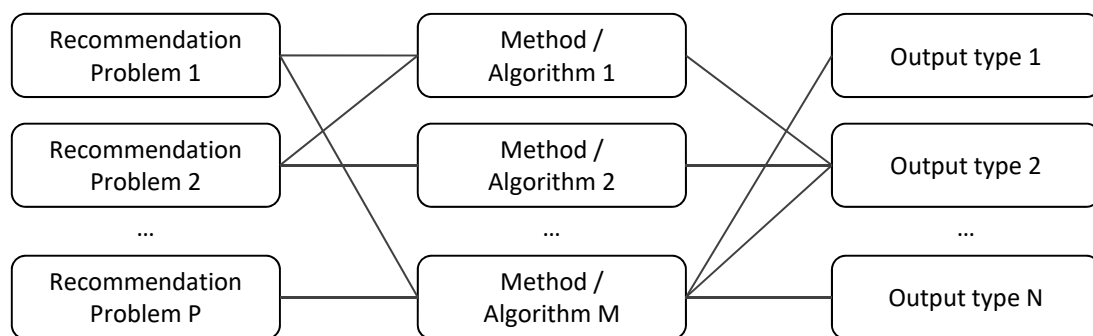 Recommendation
Problem 1
Method /
Algorithm 1
Output type 1
Recommendation
Problem 2
Method /
Algorithm 2
Output type 2
...
...
...
Recommendation
Problem P
Method /
Algorithm M
Output type N